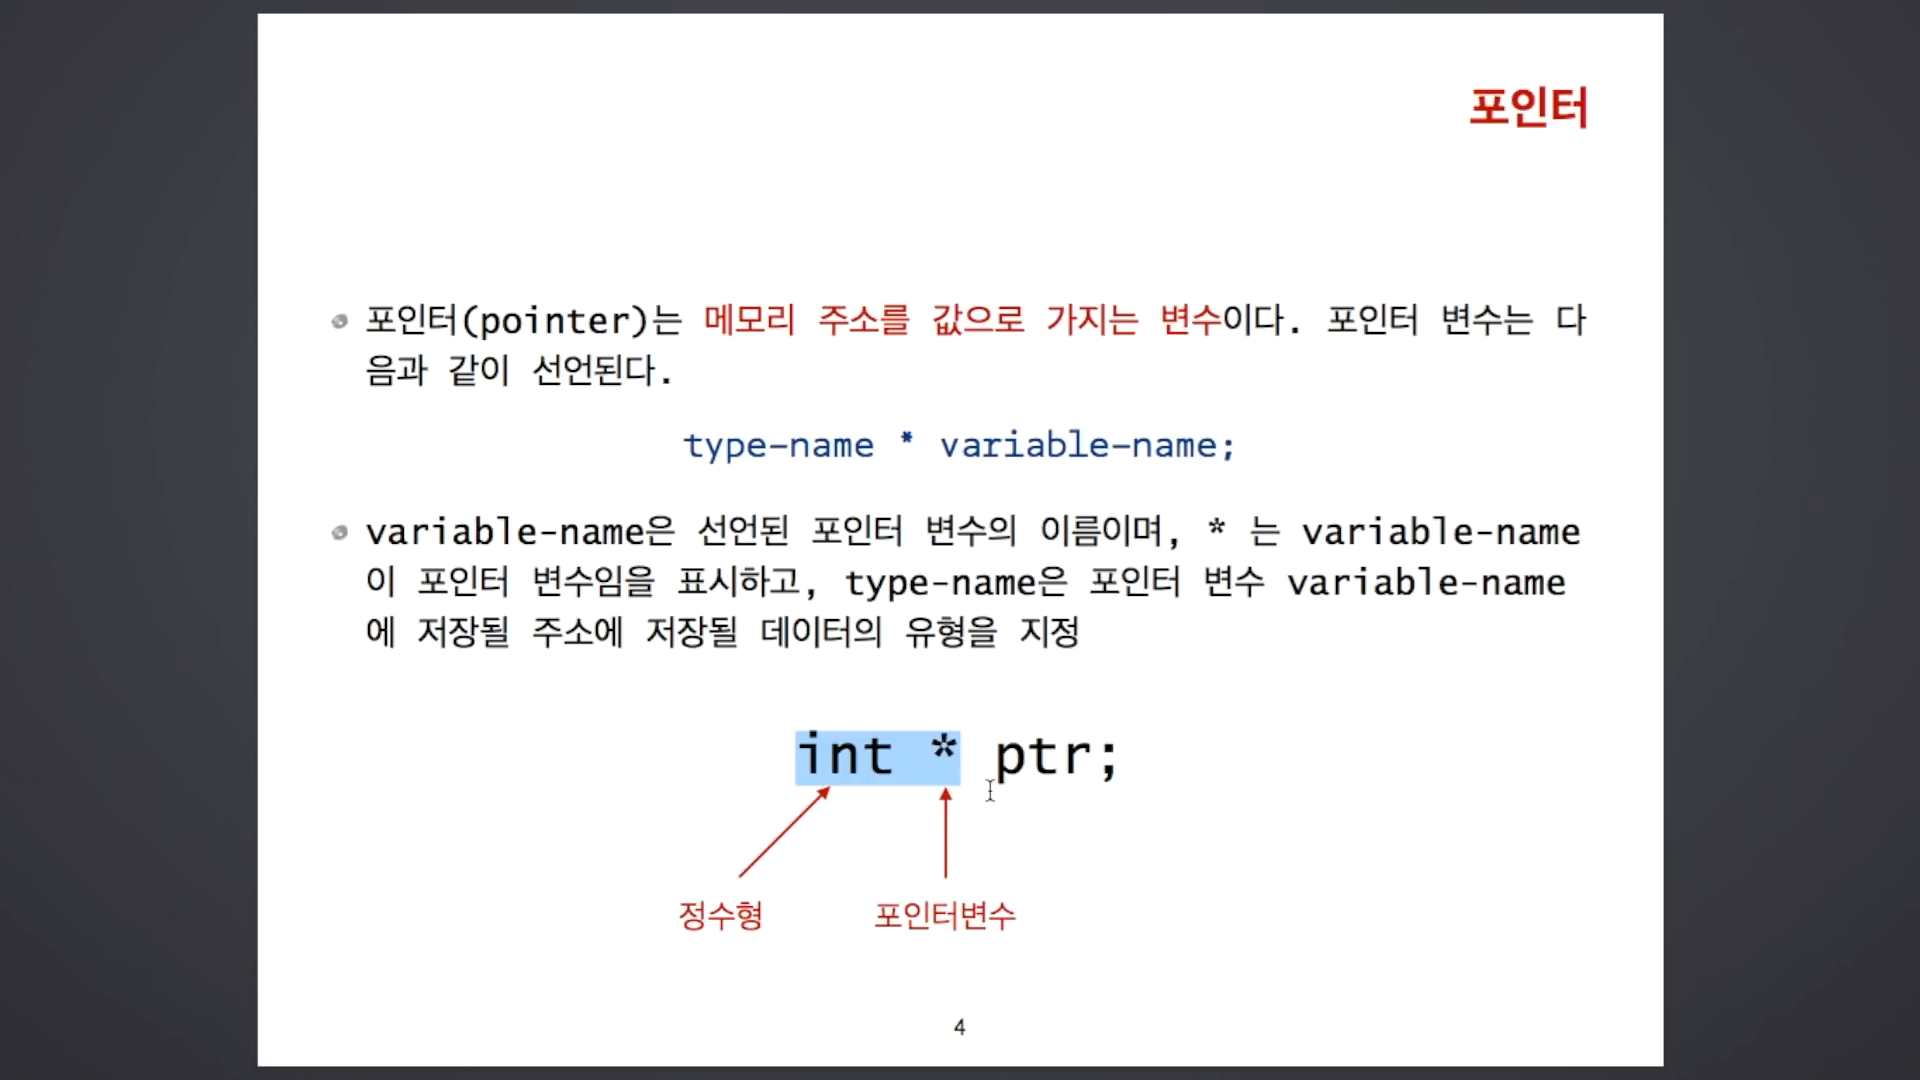 포인터
포인터(pointer)는 메모리 주소를 값으로 가지는 변수이다. 포인터 변수는 다
음과 같이 선언된다.
type-name * variable-name;
variable-name은 선언된 포인터 변수의 이름이며, * 는 variable-name
이 포인터 변수임을 표시하고, type-name은 포인터 변수 variable-name
에 저장될 주소에 저장될 데이터의 유형을 지정
int * ptr;
정수형 포인터변수
4